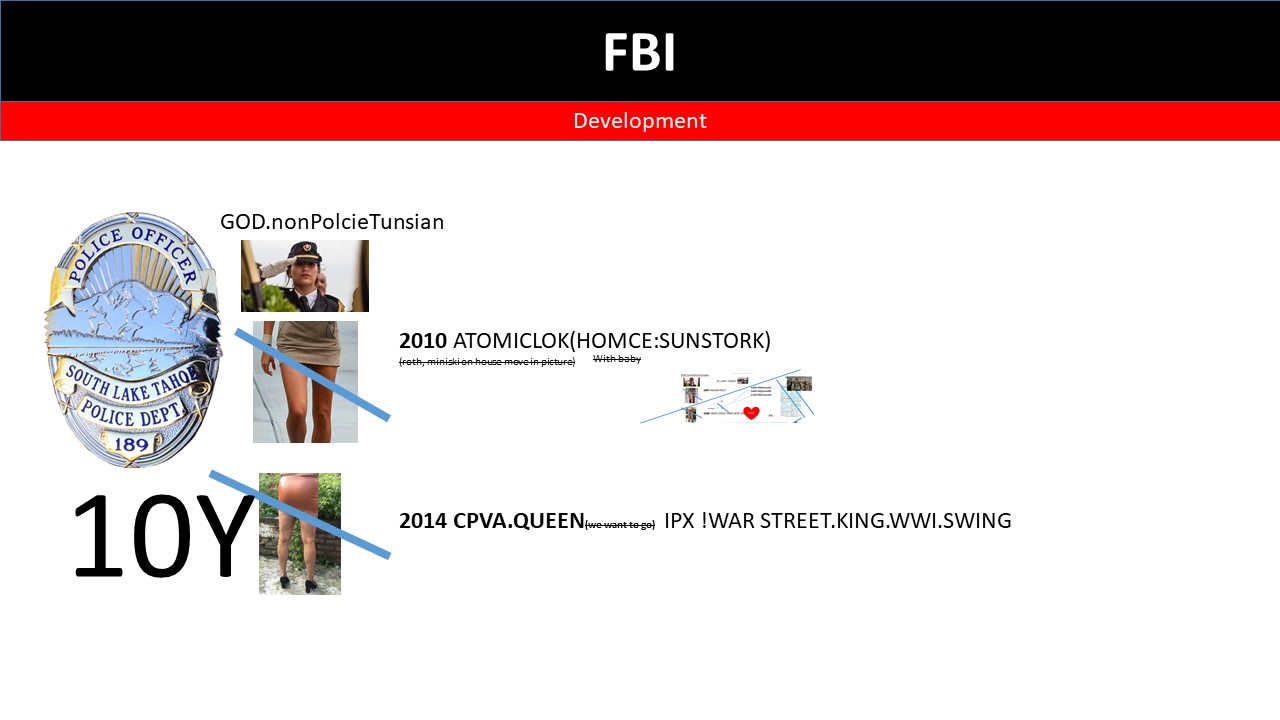 FBI
Development
GOD.nonPolcieTunsian
POLICE OFFICER
SOUTH LAKE TAHOE
POLICE DEPT.
189
2010 ATOMICLOK(HOMCE:SUNSTORK)
(roth, miniski on house move in picture) With baby
10Y
2014 CPVA.QUEEN(we want to go) IPX !WAR STREET.KING.WWI.SWING